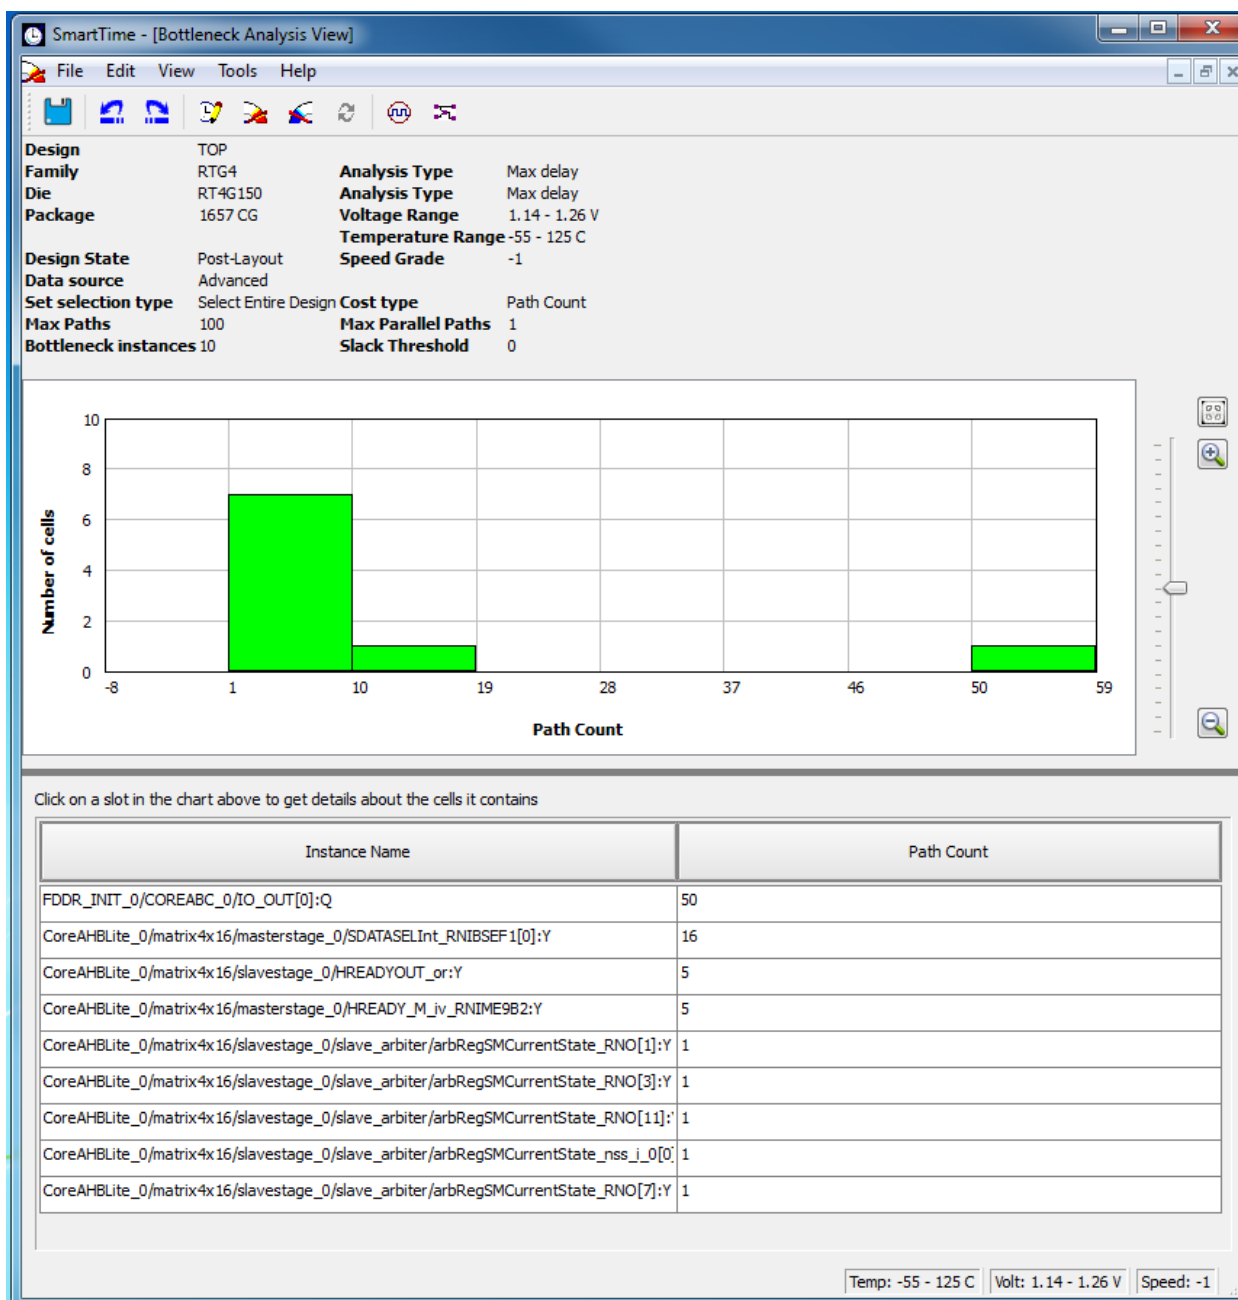 SmartTime - [Bottleneck Analysis View]
File Edit View Tools Help
Design TOP
Family RTG4 Analysis Type Max delay
Die RT4G150 Analysis Type Max delay
Package 1657 CG Voltage Range 1.14 - 1.26 V
Temperature Range -55 - 125 C
Design State Post-Layout Speed Grade -1
Data source Advanced
Set selection type Select Entire Design Cost type Path Count
Max Paths 100 Max Parallel Paths 1
Bottleneck instances 10 Slack Threshold 0
10
8
6
4
2
0
Number of cells
-8 1 10 19 28 37 46 50 59
Path Count
Click on a slot in the chart above to get details about the cells it contains
Instance Name Path Count
FDDR_INIT_0/COREABC_0/IO_OUT[0]:Q 50
CoreAHBLite_0/matrix4x16/masterstage_0/SDATASELInt_RNIBSEF1[0]:Y 16
CoreAHBLite_0/matrix4x16/slavestage_0/HREADYOUT_or:Y 5
CoreAHBLite_0/matrix4x16/masterstage_0/HREADY_M_iv_RNIME9B2:Y 5
CoreAHBLite_0/matrix4x16/slavestage_0/slave_arbiter/arbRegSMCurrentState_RNO[1]:Y 1
CoreAHBLite_0/matrix4x16/slavestage_0/slave_arbiter/arbRegSMCurrentState_RNO[3]:Y 1
CoreAHBLite_0/matrix4x16/slavestage_0/slave_arbiter/arbRegSMCurrentState_RNO[11]: 1
CoreAHBLite_0/matrix4x16/slavestage_0/slave_arbiter/arbRegSMCurrentState_nss_i_0[0] 1
CoreAHBLite_0/matrix4x16/slavestage_0/slave_arbiter/arbRegSMCurrentState_RNO[7]:Y 1
Temp: -55 - 125 C Volt: 1.14 - 1.26 V Speed: -1